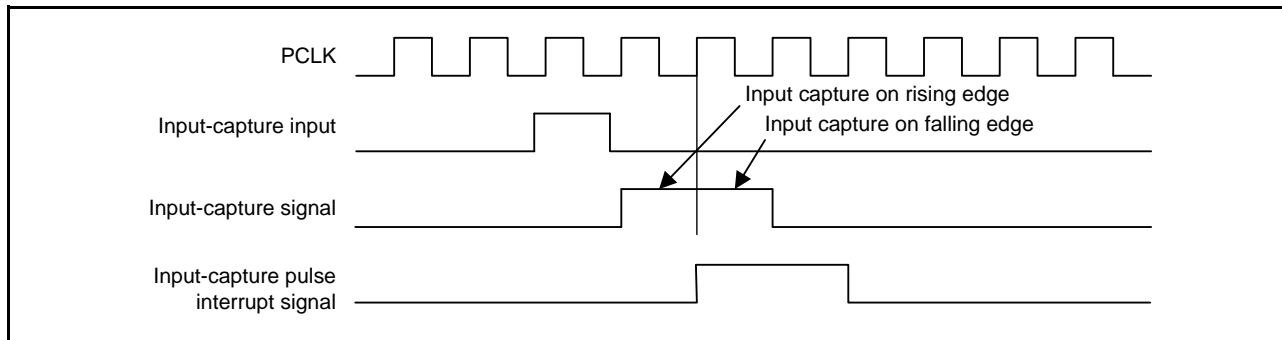 PCLK
Input capture on rising edge
Input-capture input
Input capture on falling edge
Input-capture signal
Input-capture pulse
interrupt signal